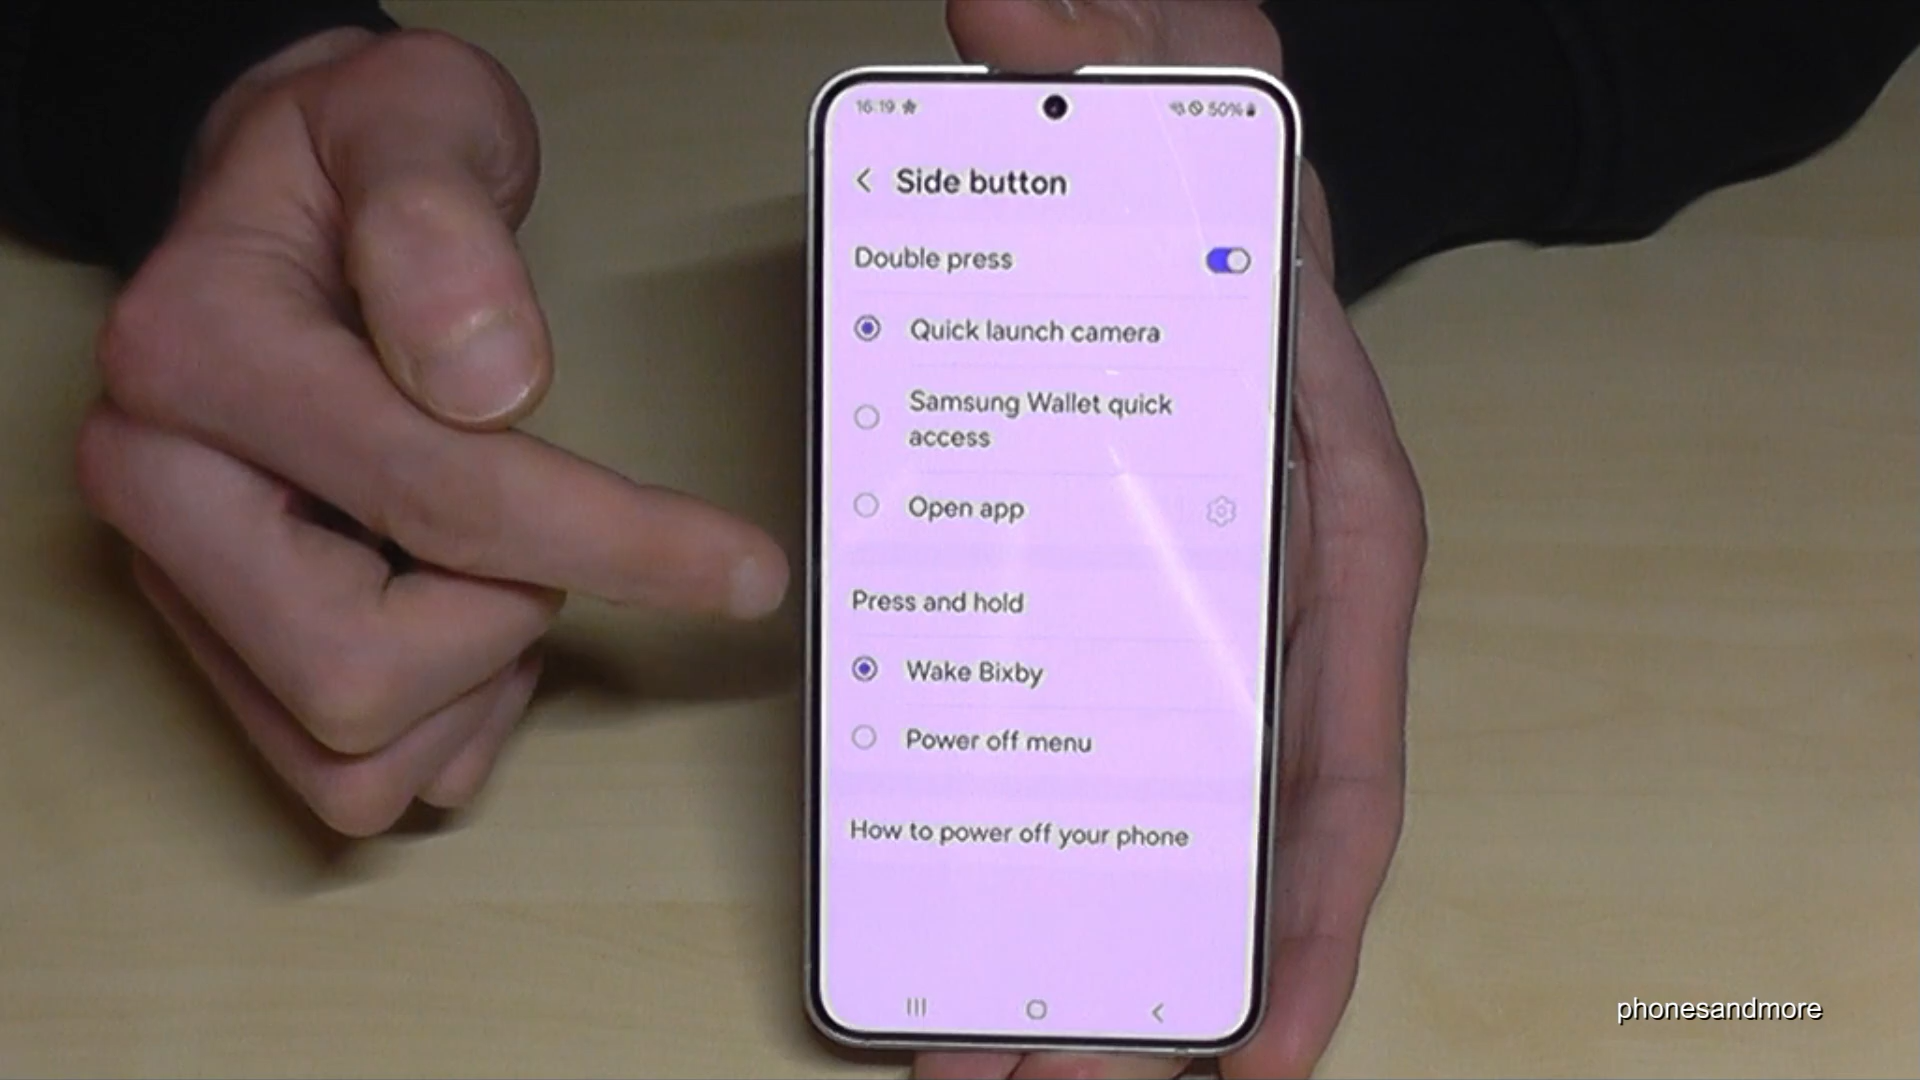 16:19
50%
Side button
Double press
Quick launch camera
Samsung Wallet quick
access
Open app
Press and hold
Wake Bixby
Power off menu
How to power off your phone
phonesandmore